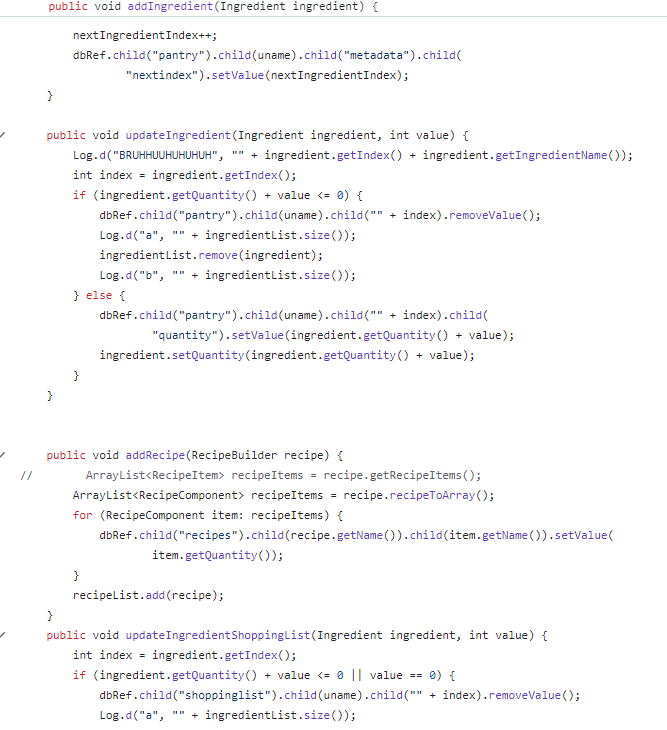 public void addIngredient(Ingredient ingredient) {
nextIngredientIndex++;
dbRef.child("pantry").child(uname).child("metadata").child(
"nextindex").setValue(nextIngredientIndex);
}
public void updateIngredient(Ingredient ingredient, int value) {
Log.d("BRUHHUUHUHUHUH", "" + ingredient.getIndex() + ingredient.getIngredientName());
int index = ingredient.getIndex();
if (ingredient.getQuantity() + value <= 0) {
dbRef.child("pantry").child(uname).child("" + index).removeValue();
Log.d("a", "" + ingredientList.size());
ingredientList.remove(ingredient);
Log.d("b", "" + ingredientList.size());
} else {
dbRef.child("pantry").child(uname).child("" + index).child(
"quantity").setValue(ingredient.getQuantity() + value);
ingredient.setQuantity(ingredient.getQuantity() + value);
}
}
public void addRecipe(RecipeBuilder recipe) {
// ArrayList<RecipeItem> recipeItems = recipe.getRecipeItems();
ArrayList<RecipeComponent> recipeItems = recipe.recipeToArray();
for (RecipeComponent item: recipeItems) {
dbRef.child("recipes").child(recipe.getName()).child(item.getName()).setValue(
item.getQuantity());
}
recipeList.add(recipe);
}
public void updateIngredientShoppingList(Ingredient ingredient, int value) {
int index = ingredient.getIndex();
if (ingredient.getQuantity() + value <= 0 || value == 0) {
dbRef.child("shoppinglist").child(uname).child("" + index).removeValue();
Log.d("a", "" + ingredientList.size());